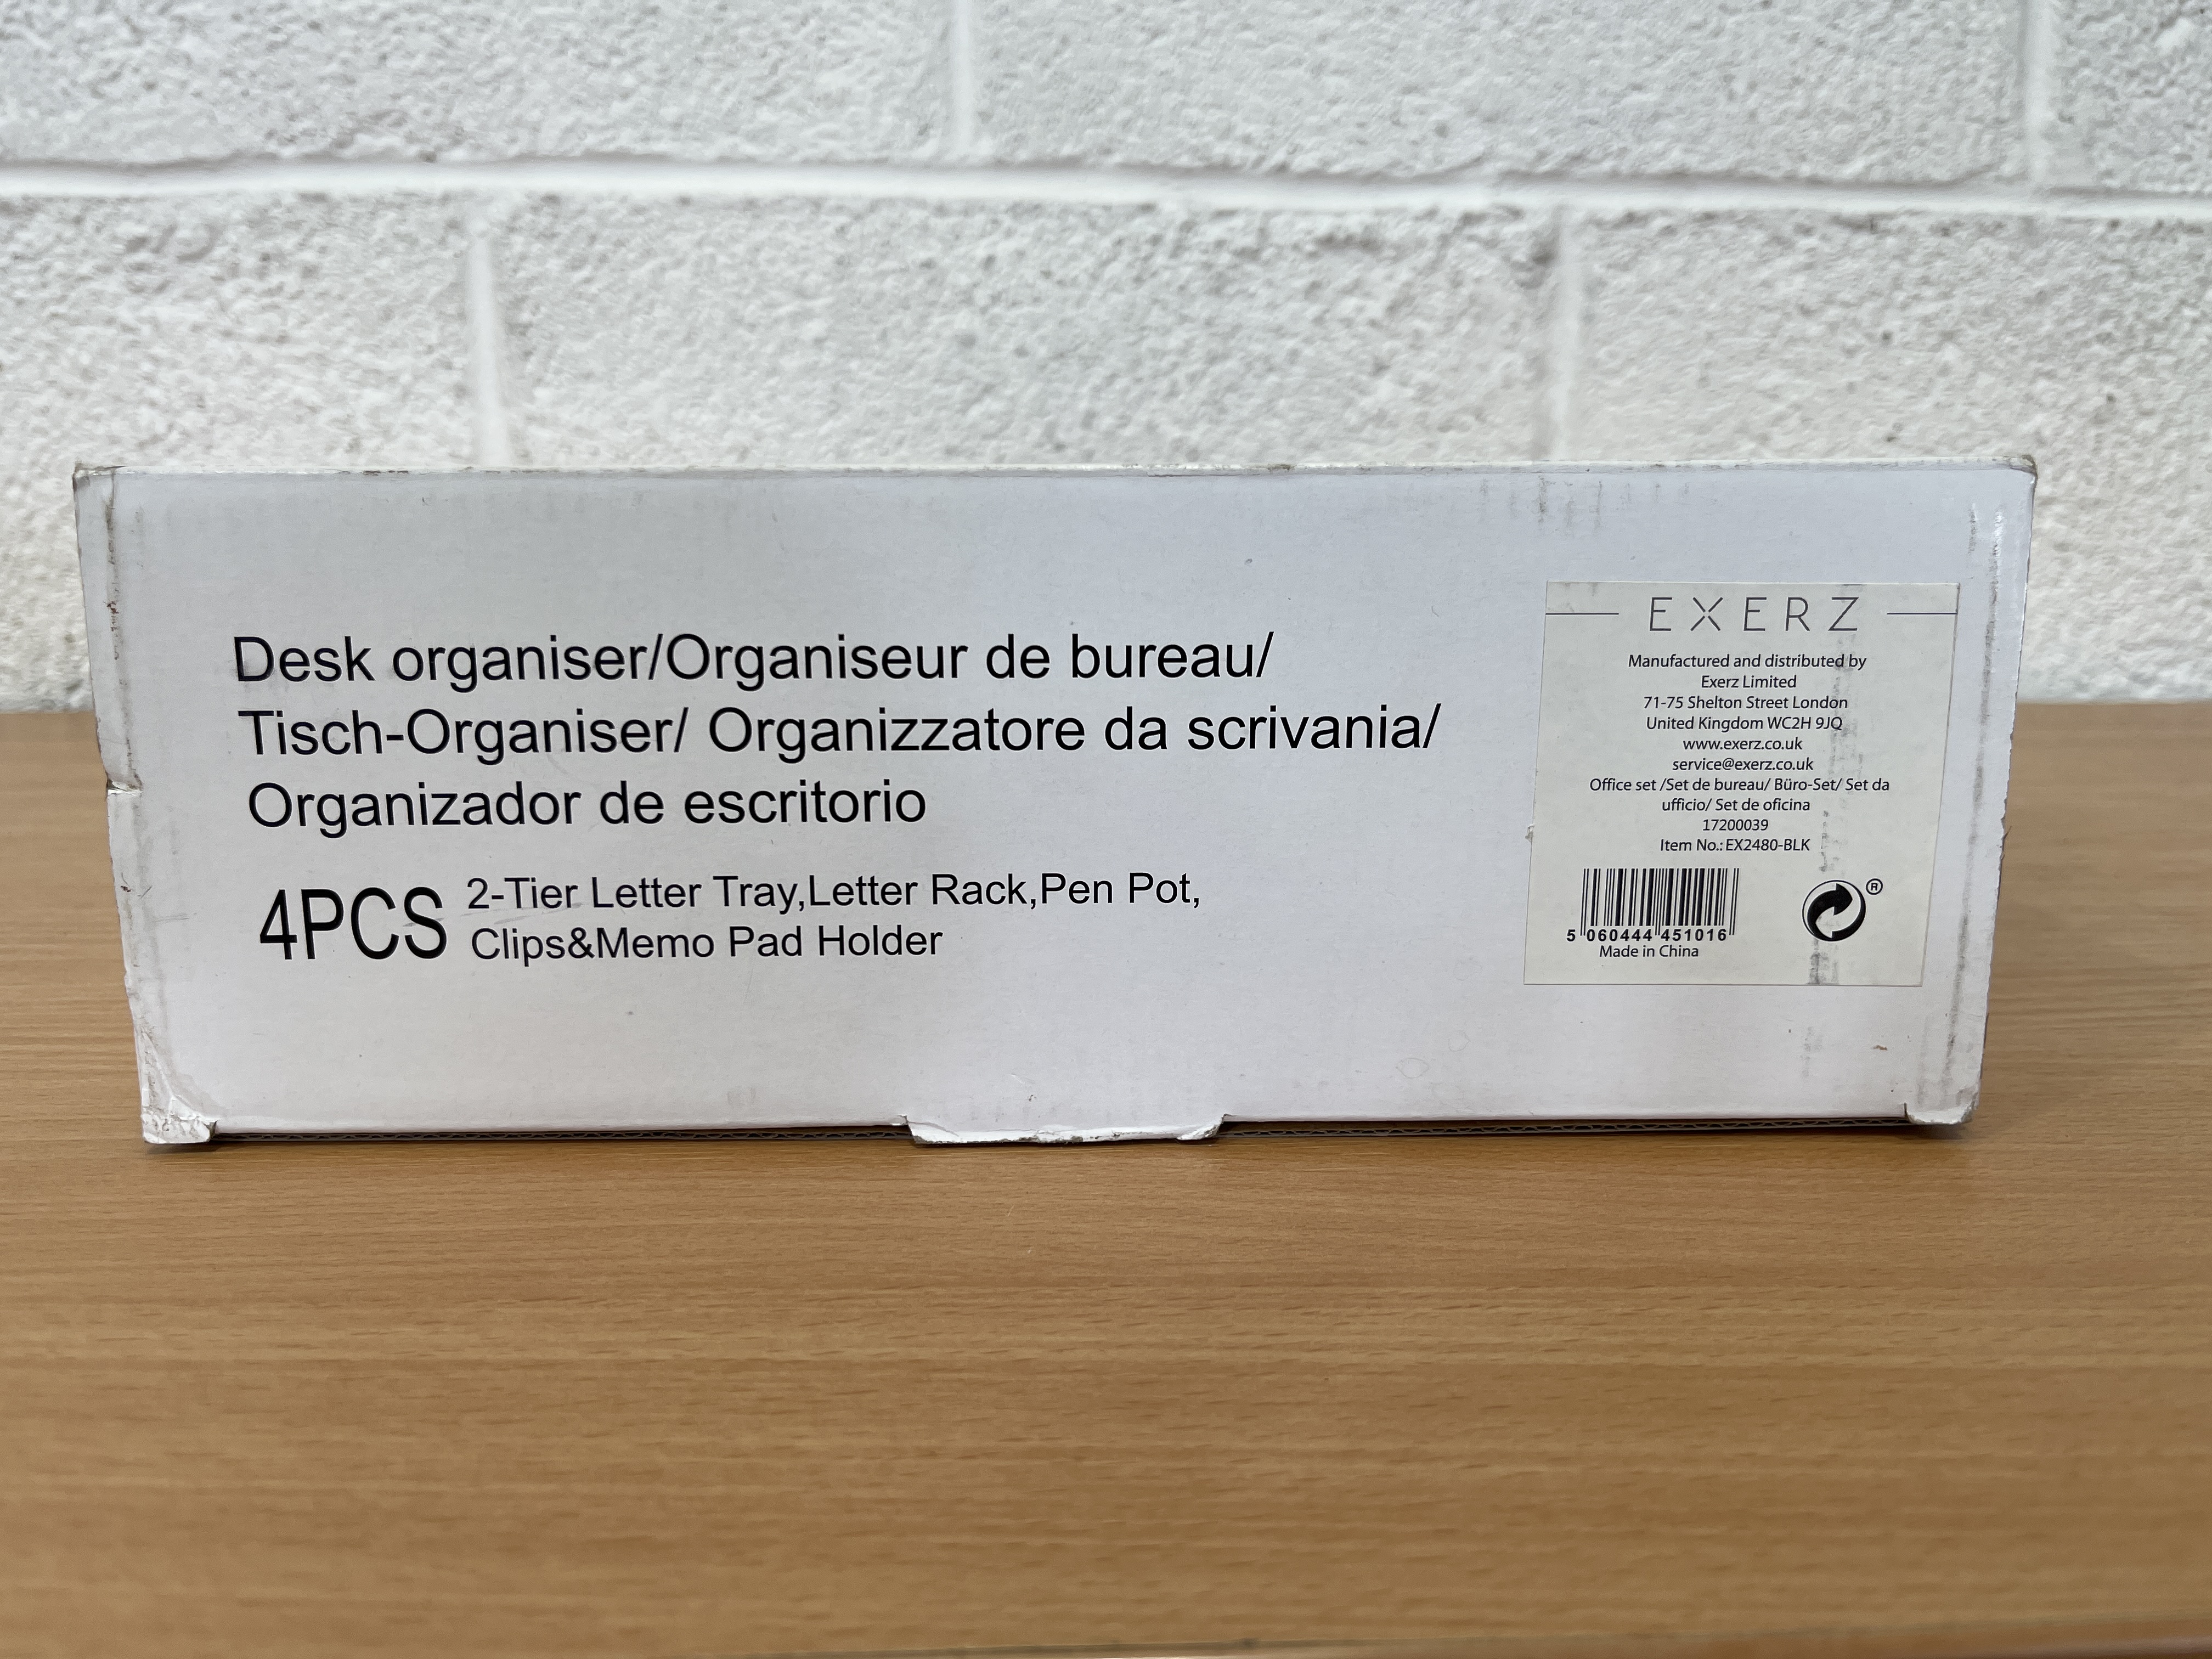 Desk organiser/Organiseur de bureau/
Tisch-Organiser/ Organizzatore da scrivania/
Organizador de escritorio
4PCS
2-Tier Letter Tray,Letter Rack,Pen Pot,
Clips&Memo Pad Holder
EXERZ
Manufactured and distributed by
Exerz Limited
71-75 Shelton Street London
United Kingdom WC2H 9JQ
www.exerz.co.uk
service@exerz.co.uk
Office set /Set de bureau/ Büro-Set/ Set da
ufficio/ Set de oficina
17200039
Item No.: EX2480-BLK
5 060444 451016
Made in China
®